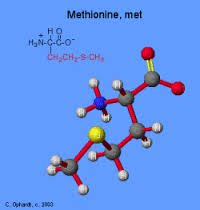 Methionine, met
H O
H₃N-C-C-O⁻
+
CH₂CH₂-S-CH₃
C. Ophardt, c. 2003